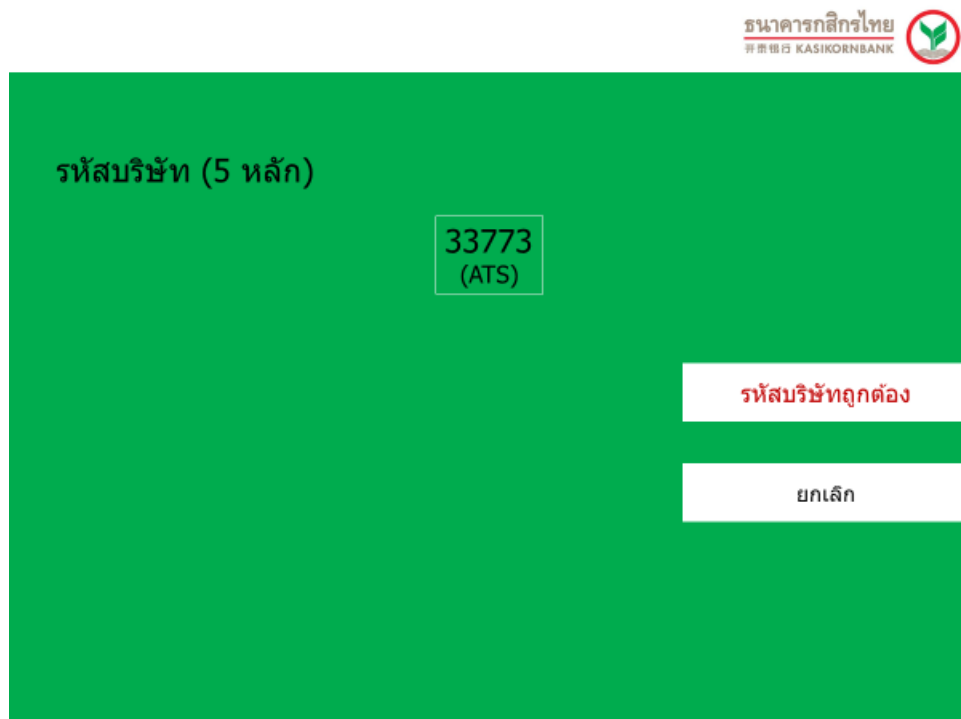 ธนาคารกสิกรไทย
开泰银行 KASIKORNBANK
รหัสบริษัท (5 หลัก)
33773
(ATS)
รหัสบริษัทถูกต้อง
ยกเลิก